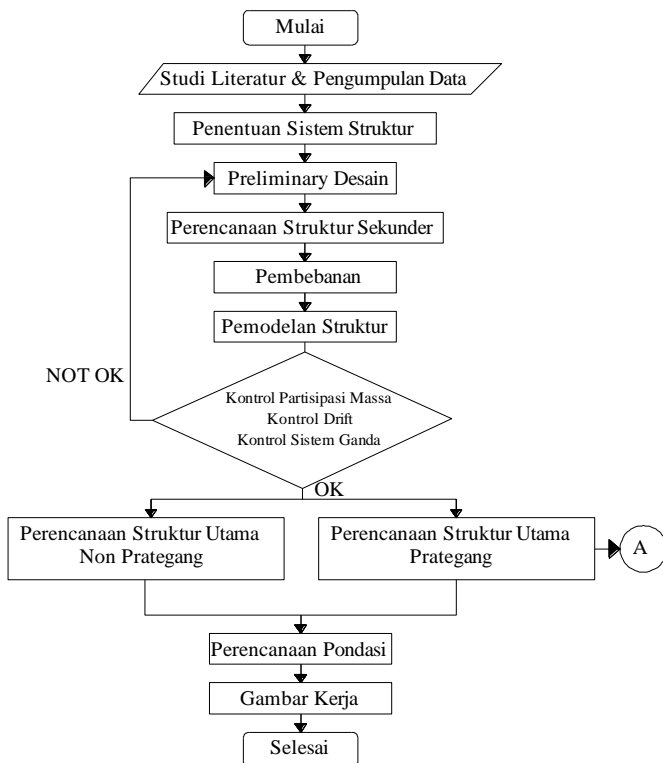 Mulai
Studi Literatur & Pengumpulan Data
Penentuan Sistem Struktur
Preliminary Desain
Perencanaan Struktur Sekunder
Pembebanan
Pemodelan Struktur
NOT OK
Kontrol Partisipasi Massa
Kontrol Drift
Kontrol Sistem Ganda
OK
Perencanaan Struktur Utama
Non Prategang
Perencanaan Struktur Utama
Prategang
A
Perencanaan Pondasi
Gambar Kerja
Selesai